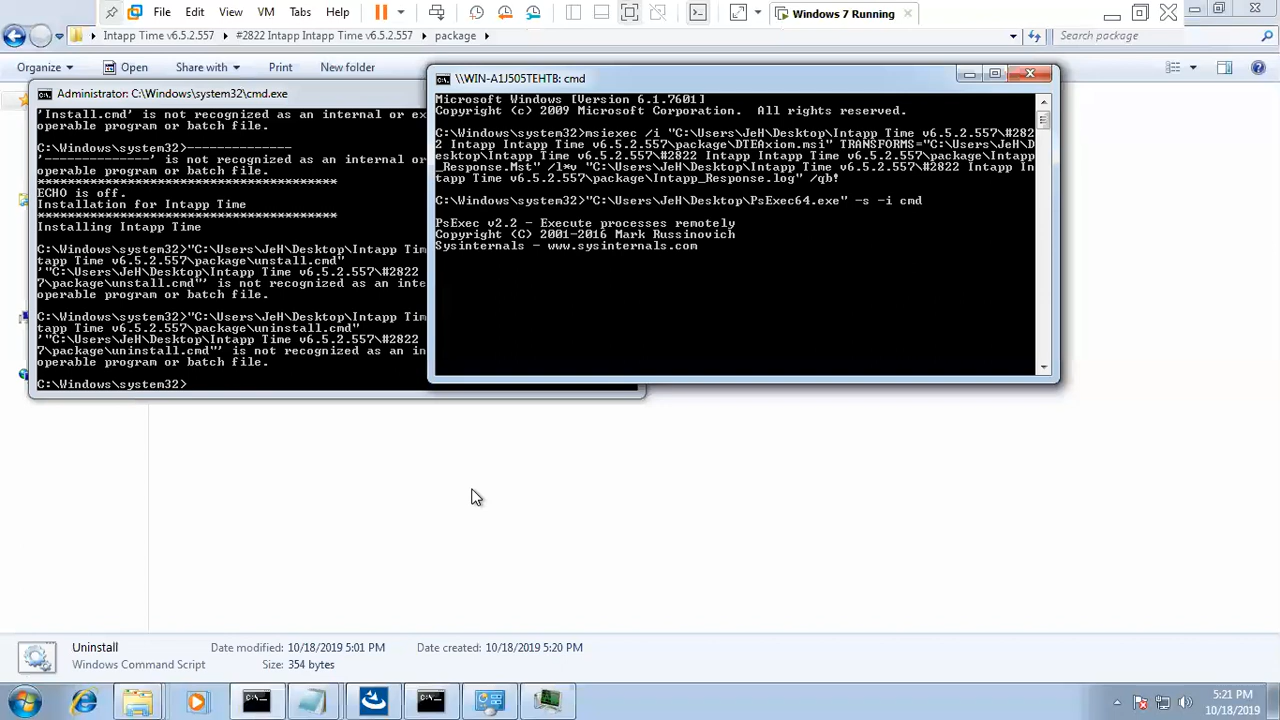 File Edit View VM Tabs Help
Windows 7 Running
Intapp Time v6.5.2.557 #2822 Intapp Intapp Time v6.5.2.557 package
Search package
Organize Open Share with Print New folder
Administrator: C:\Windows\system32\cmd.exe
'Install.cmd' is not recognized as an internal or ex
operable program or batch file.
C:\Windows\system32>--------------
'--------------' is not recognized as an internal or
operable program or batch file.
****************************************
ECHO is off.
Installation for Intapp Time
****************************************
Installing Intapp Time
C:\Windows\system32>"C:\Users\JeH\Desktop\Intapp Tim
tapp Time v6.5.2.557\package\unstall.cmd"
'"C:\Users\JeH\Desktop\Intapp Time v6.5.2.557\#2822
7\package\unstall.cmd"' is not recognized as an inte
operable program or batch file.
C:\Windows\system32>"C:\Users\JeH\Desktop\Intapp Tim
tapp Time v6.5.2.557\package\uninstall.cmd"
'"C:\Users\JeH\Desktop\Intapp Time v6.5.2.557\#2822
7\package\uninstall.cmd"' is not recognized as an in
operable program or batch file.
C:\Windows\system32>
\\WIN-A1J505TEHTB: cmd
Microsoft Windows [Version 6.1.7601]
Copyright (c) 2009 Microsoft Corporation. All rights reserved.
C:\Windows\system32>msiexec /i "C:\Users\JeH\Desktop\Intapp Time v6.5.2.557\#282
2 Intapp Intapp Time v6.5.2.557\package\DTEAxiom.msi" TRANSFORMS="C:\Users\JeH\D
esktop\Intapp Time v6.5.2.557\#2822 Intapp Intapp Time v6.5.2.557\package\Intapp
_Response.Mst" /l*v "C:\Users\JeH\Desktop\Intapp Time v6.5.2.557\#2822 Intapp In
tapp Time v6.5.2.557\package\Intapp_Response.log" /qb!
C:\Windows\system32>"C:\Users\JeH\Desktop\PsExec64.exe" -s -i cmd
PsExec v2.2 - Execute processes remotely
Copyright (C) 2001-2016 Mark Russinovich
Sysinternals - www.sysinternals.com
Uninstall Date modified: 10/18/2019 5:01 PM Date created: 10/18/2019 5:20 PM
Windows Command Script Size: 354 bytes
5:21 PM
10/18/2019